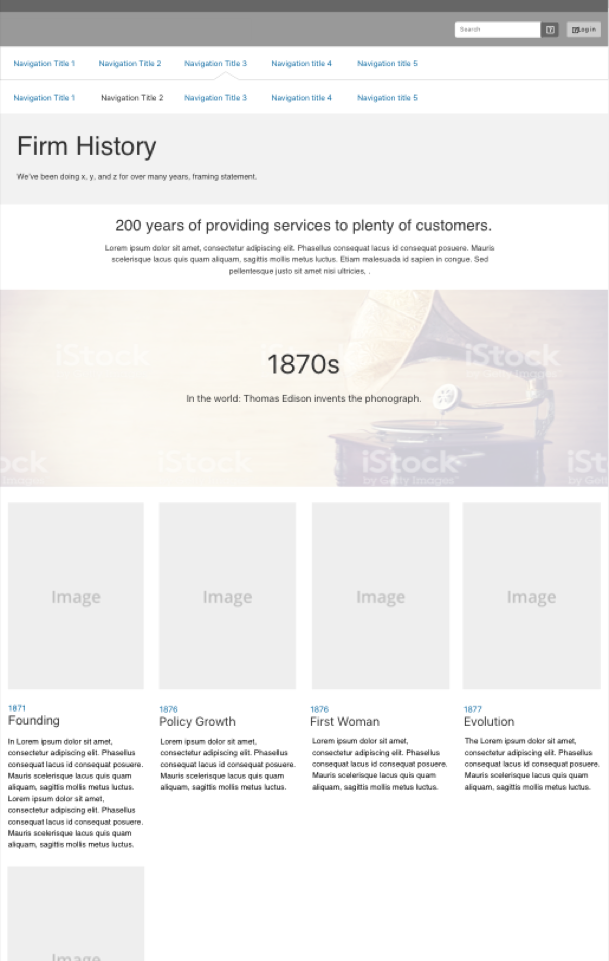 Search
Log in
Navigation Title 1
Navigation Title 2
Navigation Title 3
Navigation title 4
Navigation title 5
Navigation Title 1
Navigation Title 2
Navigation Title 3
Navigation title 4
Navigation title 5
Firm History
We've been doing x, y, and z for over many years, framing statement.
200 years of providing services to plenty of customers.
Lorem ipsum dolor sit amet, consectetur adipiscing elit. Phasellus consequat lacus id consequat posuere. Mauris
scelerisque lacus quis quam aliquam, sagittis mollis metus luctus. Etiam malesuada id sapien in congue. Sed
pellentesque justo sit amet nisi ultricies, .
iStock
iStock
by Getty Images
1870s
In the world: Thomas Edison invents the phonograph.
ock
iStock
iStock
by Getty Images
iSt
by Gett
Image
Image
Image
Image
1871
Founding
In Lorem ipsum dolor sit amet,
consectetur adipiscing elit. Phasellus
consequat lacus id consequat posuere.
Mauris scelerisque lacus quis quam
aliquam, sagittis mollis metus luctus.
Lorem ipsum dolor sit amet,
consectetur adipiscing elit. Phasellus
consequat lacus id consequat posuere.
Mauris scelerisque lacus quis quam
aliquam, sagittis mollis metus luctus.
1876
Policy Growth
Lorem ipsum dolor sit amet,
consectetur adipiscing elit. Phasellus
consequat lacus id consequat posuere.
Mauris scelerisque lacus quis quam
aliquam, sagittis mollis metus luctus.
1876
First Woman
Lorem ipsum dolor sit amet,
consectetur adipiscing elit. Phasellus
consequat lacus id consequat posuere.
Mauris scelerisque lacus quis quam
aliquam, sagittis mollis metus luctus.
1877
Evolution
The Lorem ipsum dolor sit amet,
consectetur adipiscing elit. Phasellus
consequat lacus id consequat posuere.
Mauris scelerisque lacus quis quam
aliquam, sagittis mollis metus luctus.
Image